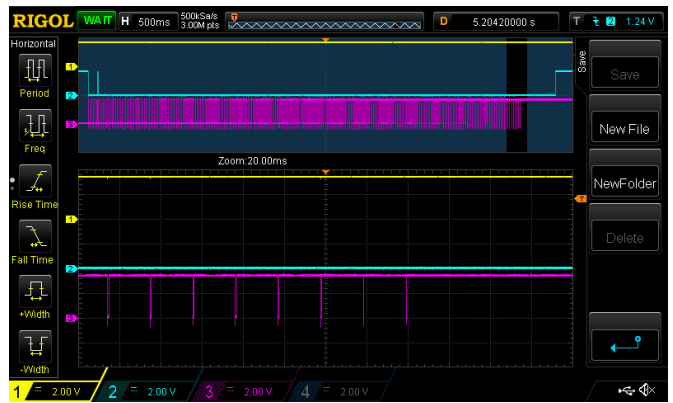 RIGOL WAIT H 500ms 500kSa/s 3.00M pts T D 5.20420000 s T 2 1.24 V
Horizontal
Period
Freq
Rise Time
Fall Time
+Width
-Width
1
2
3
Zoom:20.00ms
T
1
2
3
Save
Save
New File
NewFolder
Delete
1 = 2.00 V 2 = 2.00 V 3 = 2.00 V 4 = 2.00 V